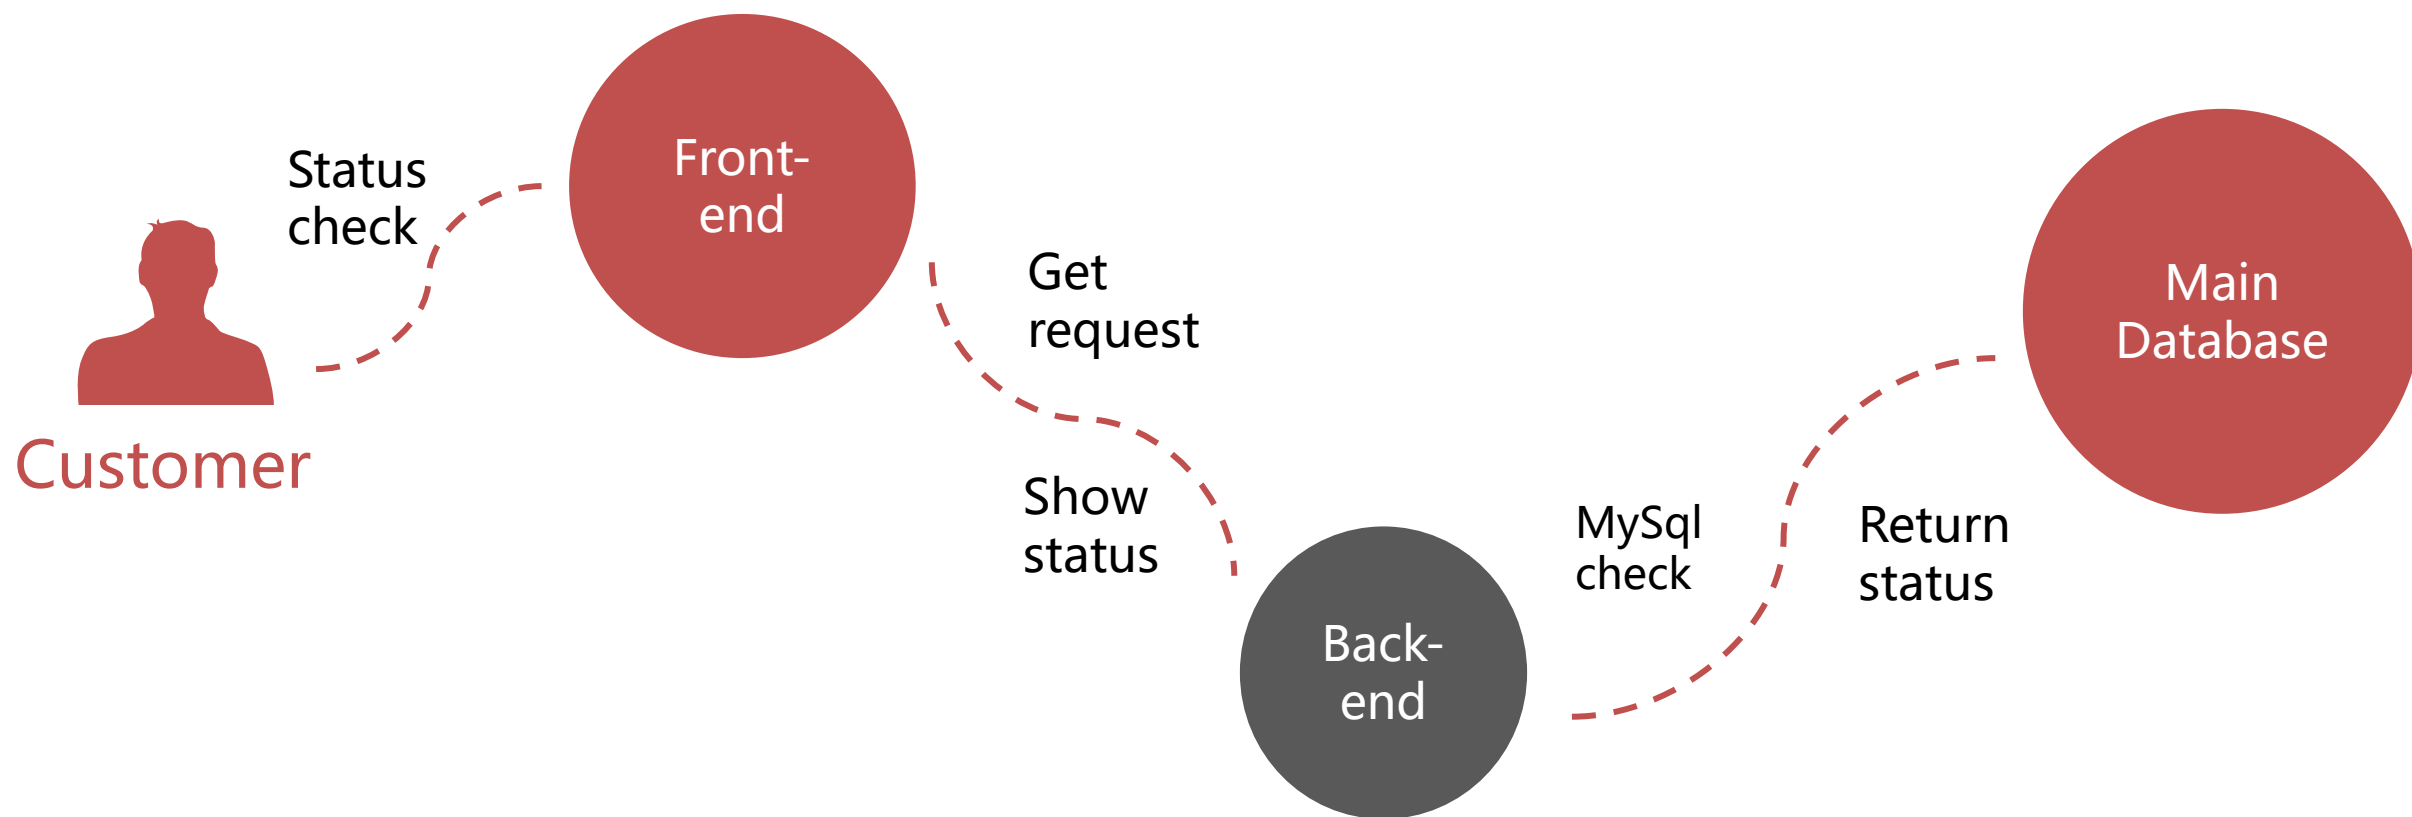 Status
check
Customer
Front-
end
Get
request
Show
status
Back-
end
MySql
check
Return
status
Main
Database